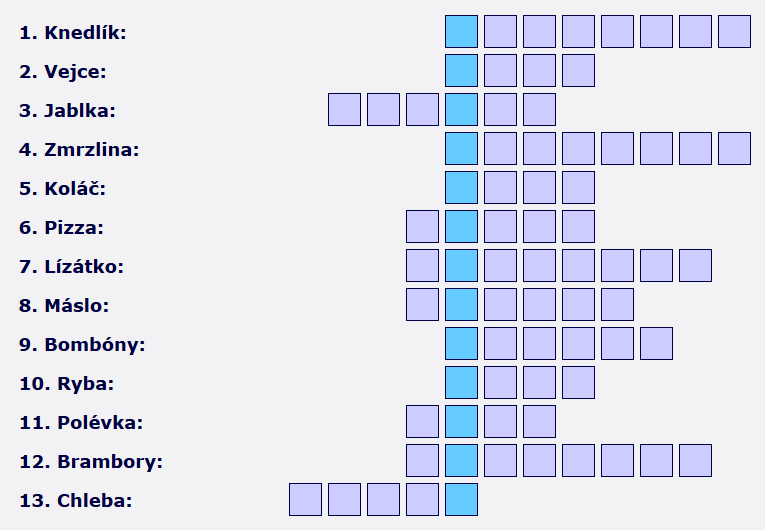 1. Knedlík:
2. Vejce:
3. Jablka:
4. Zmrzlina:
5. Koláč:
6. Pizza:
7. Lízátko:
8. Máslo:
9. Bombóny:
10. Ryba:
11. Polévka:
12. Brambory:
13. Chleba: